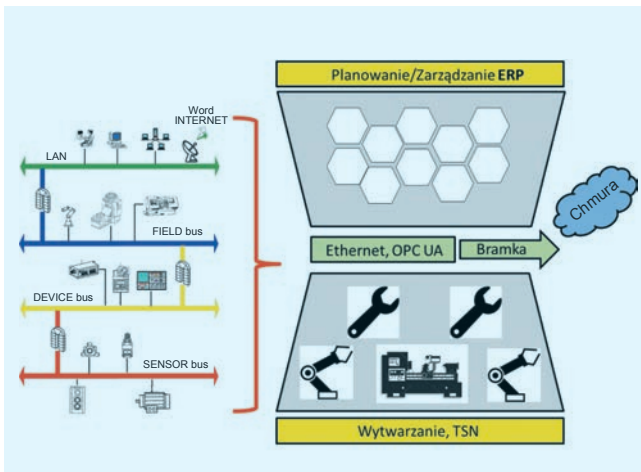 Word
INTERNET
LAN
FIELD bus
DEVICE bus
SENSOR bus
Planowanie/Zarządzanie ERP
Ethernet, OPC UA
Bramka
Chmura
Wytwarzanie, TSN